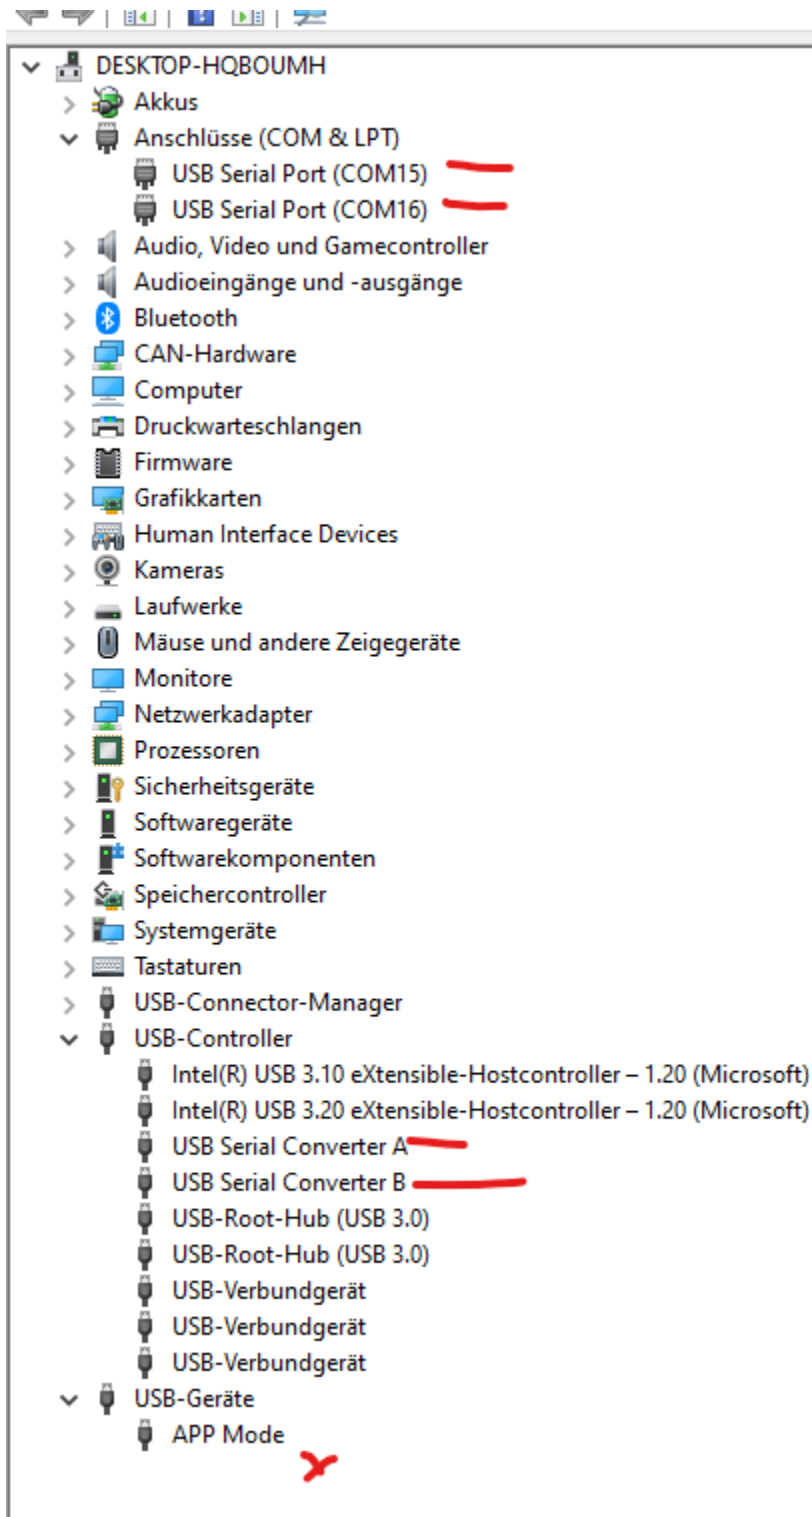 DESKTOP-HQBOUMH
Akkus
Anschlüsse (COM & LPT)
USB Serial Port (COM15)
USB Serial Port (COM16)
Audio, Video und Gamecontroller
Audioeingänge und -ausgänge
Bluetooth
CAN-Hardware
Computer
Druckwarteschlangen
Firmware
Grafikkarten
Human Interface Devices
Kameras
Laufwerke
Mäuse und andere Zeigegeräte
Monitore
Netzwerkadapter
Prozessoren
Sicherheitsgeräte
Softwaregeräte
Softwarekomponenten
Speichercontroller
Systemgeräte
Tastaturen
USB-Connector-Manager
USB-Controller
Intel(R) USB 3.10 eXtensible-Hostcontroller – 1.20 (Microsoft)
Intel(R) USB 3.20 eXtensible-Hostcontroller – 1.20 (Microsoft)
USB Serial Converter A
USB Serial Converter B
USB-Root-Hub (USB 3.0)
USB-Root-Hub (USB 3.0)
USB-Verbundgerät
USB-Verbundgerät
USB-Verbundgerät
USB-Geräte
APP Mode